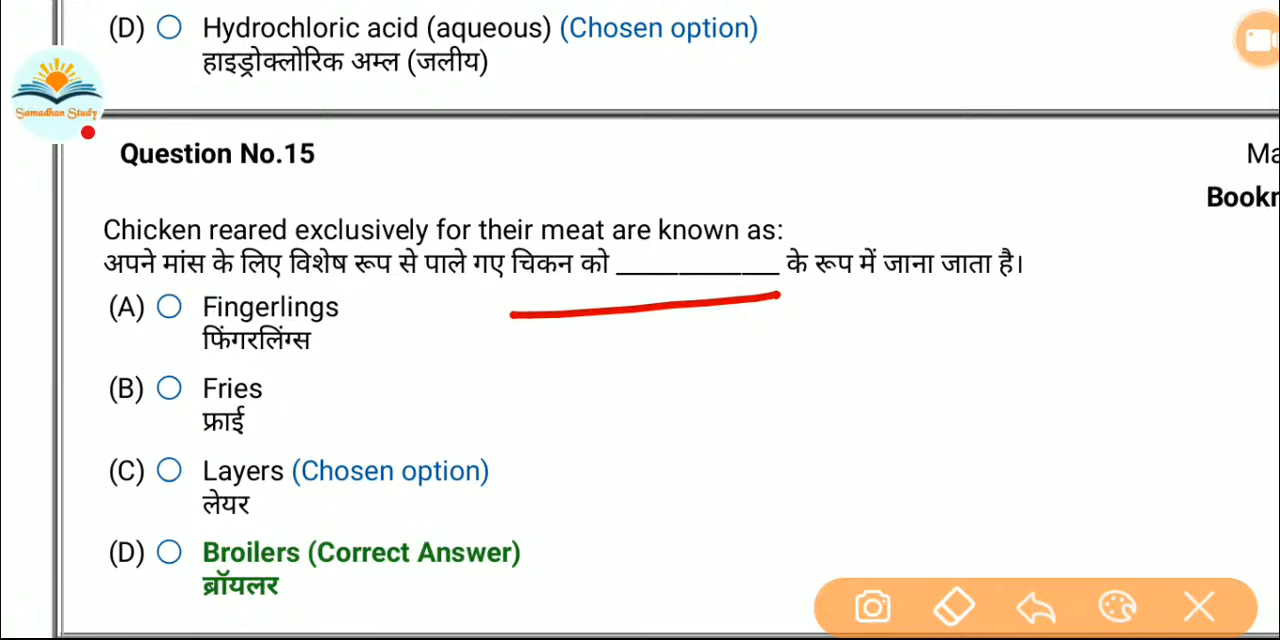 (D) Hydrochloric acid (aqueous) (Chosen option)
हाइड्रोक्लोरिक अम्ल (जलीय)
Samadhan Study
Question No.15
Ma
Bookr
Chicken reared exclusively for their meat are known as:
अपने मांस के लिए विशेष रूप से पाले गए चिकन को ____________ के रूप में जाना जाता है।
(A) Fingerlings
फिंगरलिंग्स
(B) Fries
फ्राई
(C) Layers (Chosen option)
लेयर
(D) Broilers (Correct Answer)
ब्रॉयलर